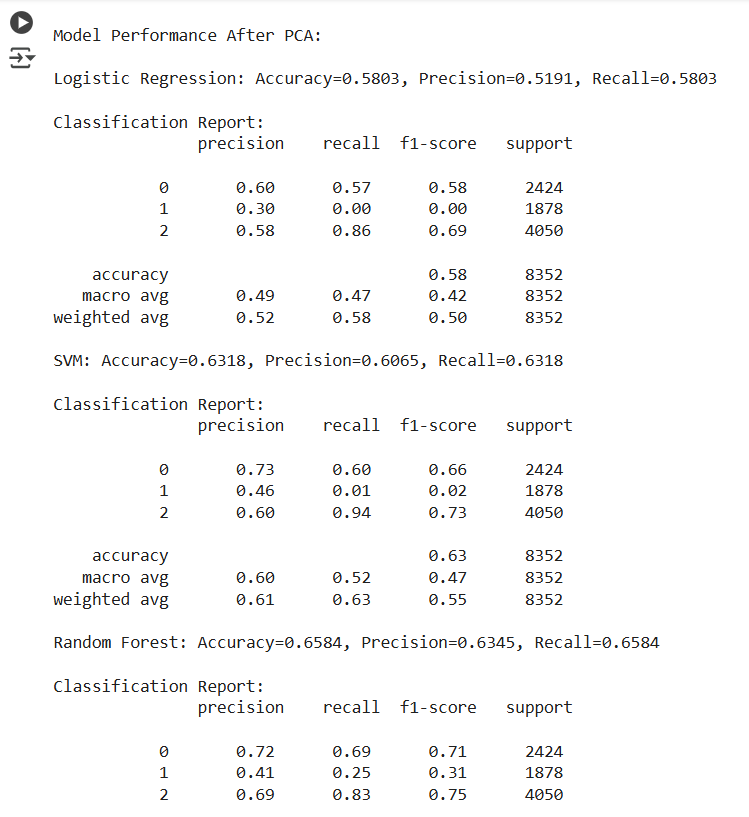 Model Performance After PCA:
Logistic Regression: Accuracy=0.5803, Precision=0.5191, Recall=0.5803
Classification Report:
precision recall f1-score support
0 0.60 0.57 0.58 2424
1 0.30 0.00 0.00 1878
2 0.58 0.86 0.69 4050
accuracy 0.58 8352
macro avg 0.49 0.47 0.42 8352
weighted avg 0.52 0.58 0.50 8352
SVM: Accuracy=0.6318, Precision=0.6065, Recall=0.6318
Classification Report:
precision recall f1-score support
0 0.73 0.60 0.66 2424
1 0.46 0.01 0.02 1878
2 0.60 0.94 0.73 4050
accuracy 0.63 8352
macro avg 0.60 0.52 0.47 8352
weighted avg 0.61 0.63 0.55 8352
Random Forest: Accuracy=0.6584, Precision=0.6345, Recall=0.6584
Classification Report:
precision recall f1-score support
0 0.72 0.69 0.71 2424
1 0.41 0.25 0.31 1878
2 0.69 0.83 0.75 4050